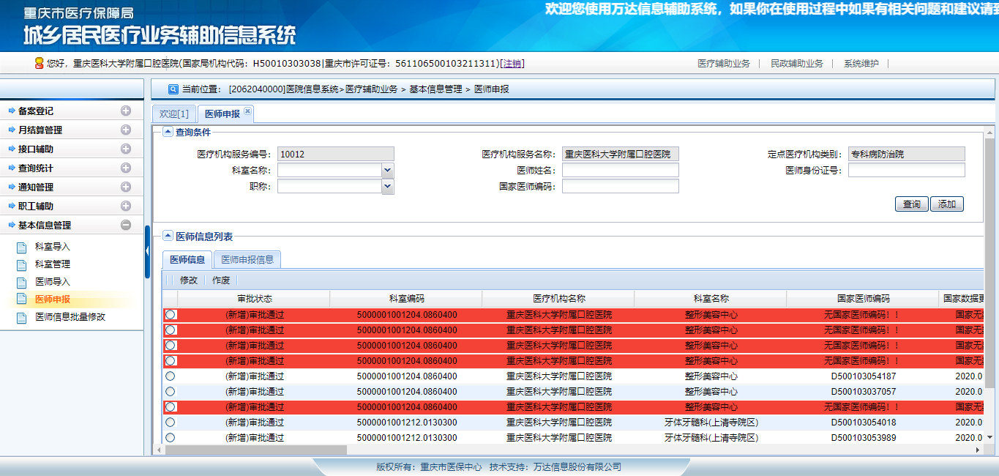 重庆市医疗保障局
城乡居民医疗业务辅助信息系统
欢迎您使用万达信息辅助系统，如果你在使用过程中如果有相关问题和建议请到
您好，重庆医科大学附属口腔医院(国家局机构代码：H50010303038|重庆市许可证号：561106500103211311)[注销]
医疗辅助业务 | 民政辅助业务 | 系统维护 |
当前位置： [2062040000]医院信息系统>医疗辅助业务 > 基本信息管理 > 医师申报
备案登记
月结算管理
接口辅助
查询统计
通知管理
职工辅助
基本信息管理
科室导入
科室管理
医师导入
医师申报
医师信息批量修改
欢迎[1] 医师申报
查询条件
医疗机构服务编号： 10012 医疗机构服务名称： 重庆医科大学附属口腔医院 定点医疗机构类别： 专科病防治院
科室名称： 医师姓名： 医师身份证号：
职称： 国家医师编码：
查询 添加
医师信息列表
医师信息 医师申报信息
修改 作废
审批状态 科室编码 医疗机构名称 科室名称 国家医师编码 国家数据更
(新增)审批通过 5000001001204.0860400 重庆医科大学附属口腔医院 整形美容中心 无国家医师编码！！ 国家无
(新增)审批通过 5000001001204.0860400 重庆医科大学附属口腔医院 整形美容中心 无国家医师编码！！ 国家无
(新增)审批通过 5000001001204.0860400 重庆医科大学附属口腔医院 整形美容中心 无国家医师编码！！ 国家无
(新增)审批通过 5000001001204.0860400 重庆医科大学附属口腔医院 整形美容中心 无国家医师编码！！ 国家无
(新增)审批通过 5000001001204.0860400 重庆医科大学附属口腔医院 整形美容中心 D500103054187 2020.0
(新增)审批通过 5000001001204.0860400 重庆医科大学附属口腔医院 整形美容中心 D500103037057 2020.0
(新增)审批通过 5000001001204.0860400 重庆医科大学附属口腔医院 整形美容中心 无国家医师编码！！ 国家无
(新增)审批通过 5000001001212.0130300 重庆医科大学附属口腔医院 牙体牙髓科(上清寺院区) D500103054018 2020.0
(新增)审批通过 5000001001212.0130300 重庆医科大学附属口腔医院 牙体牙髓科(上清寺院区) D500103053989 2020.0
版权所有：重庆市医保中心 技术支持：万达信息股份有限公司